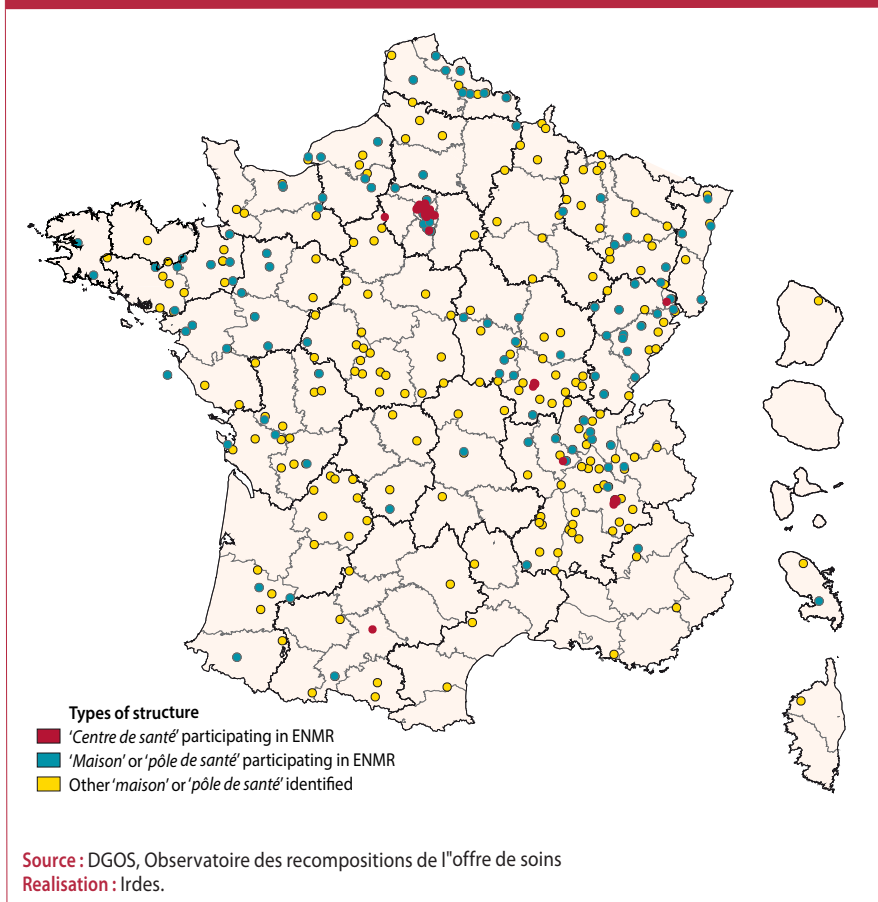 Types of structure
'Centre de santé' participating in ENMR
'Maison' or 'pôle de santé' participating in ENMR
Other 'maison' or 'pôle de santé' identified
Source : DGOS, Observatoire des recompositions de l"offre de soins
Realisation : Irdes.